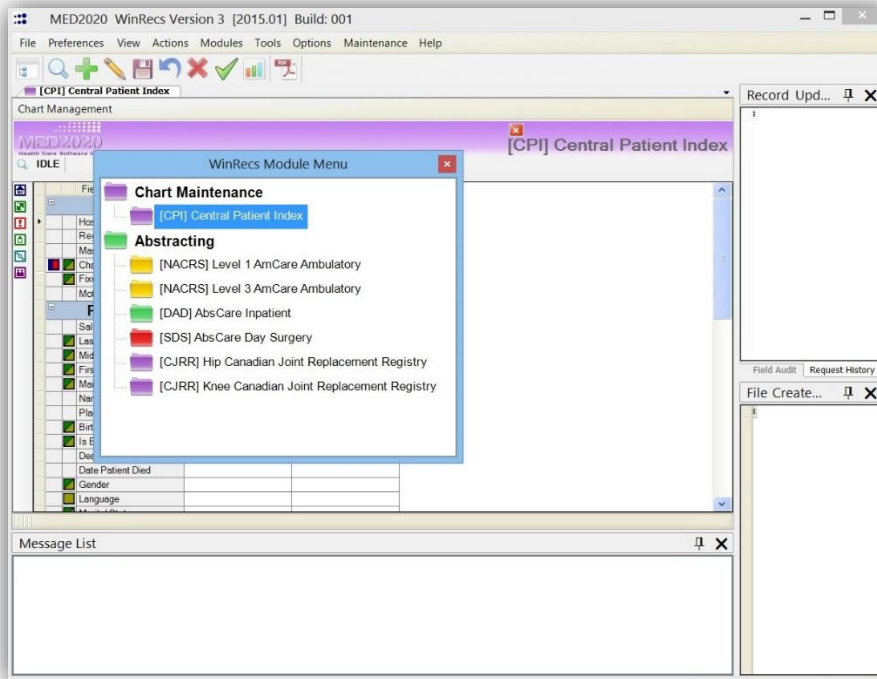 MED2020 WinRecs Version 3 [2015.01] Build: 001
File Preferences View Actions Modules Tools Options Maintenance Help
[CPI] Central Patient Index
Record Upd...
Chart Management
MED2020
Health Care Software
[CPI] Central Patient Index
IDLE
WinRecs Module Menu
Chart Maintenance
[CPI] Central Patient Index
Abstracting
[NACRS] Level 1 AmCare Ambulatory
[NACRS] Level 3 AmCare Ambulatory
[DAD] AbsCare Inpatient
[SDS] AbsCare Day Surgery
[CJRR] Hip Canadian Joint Replacement Registry
[CJRR] Knee Canadian Joint Replacement Registry
Date Patient Died
Gender
Language
Field Audit Request History
File Create...
Message List